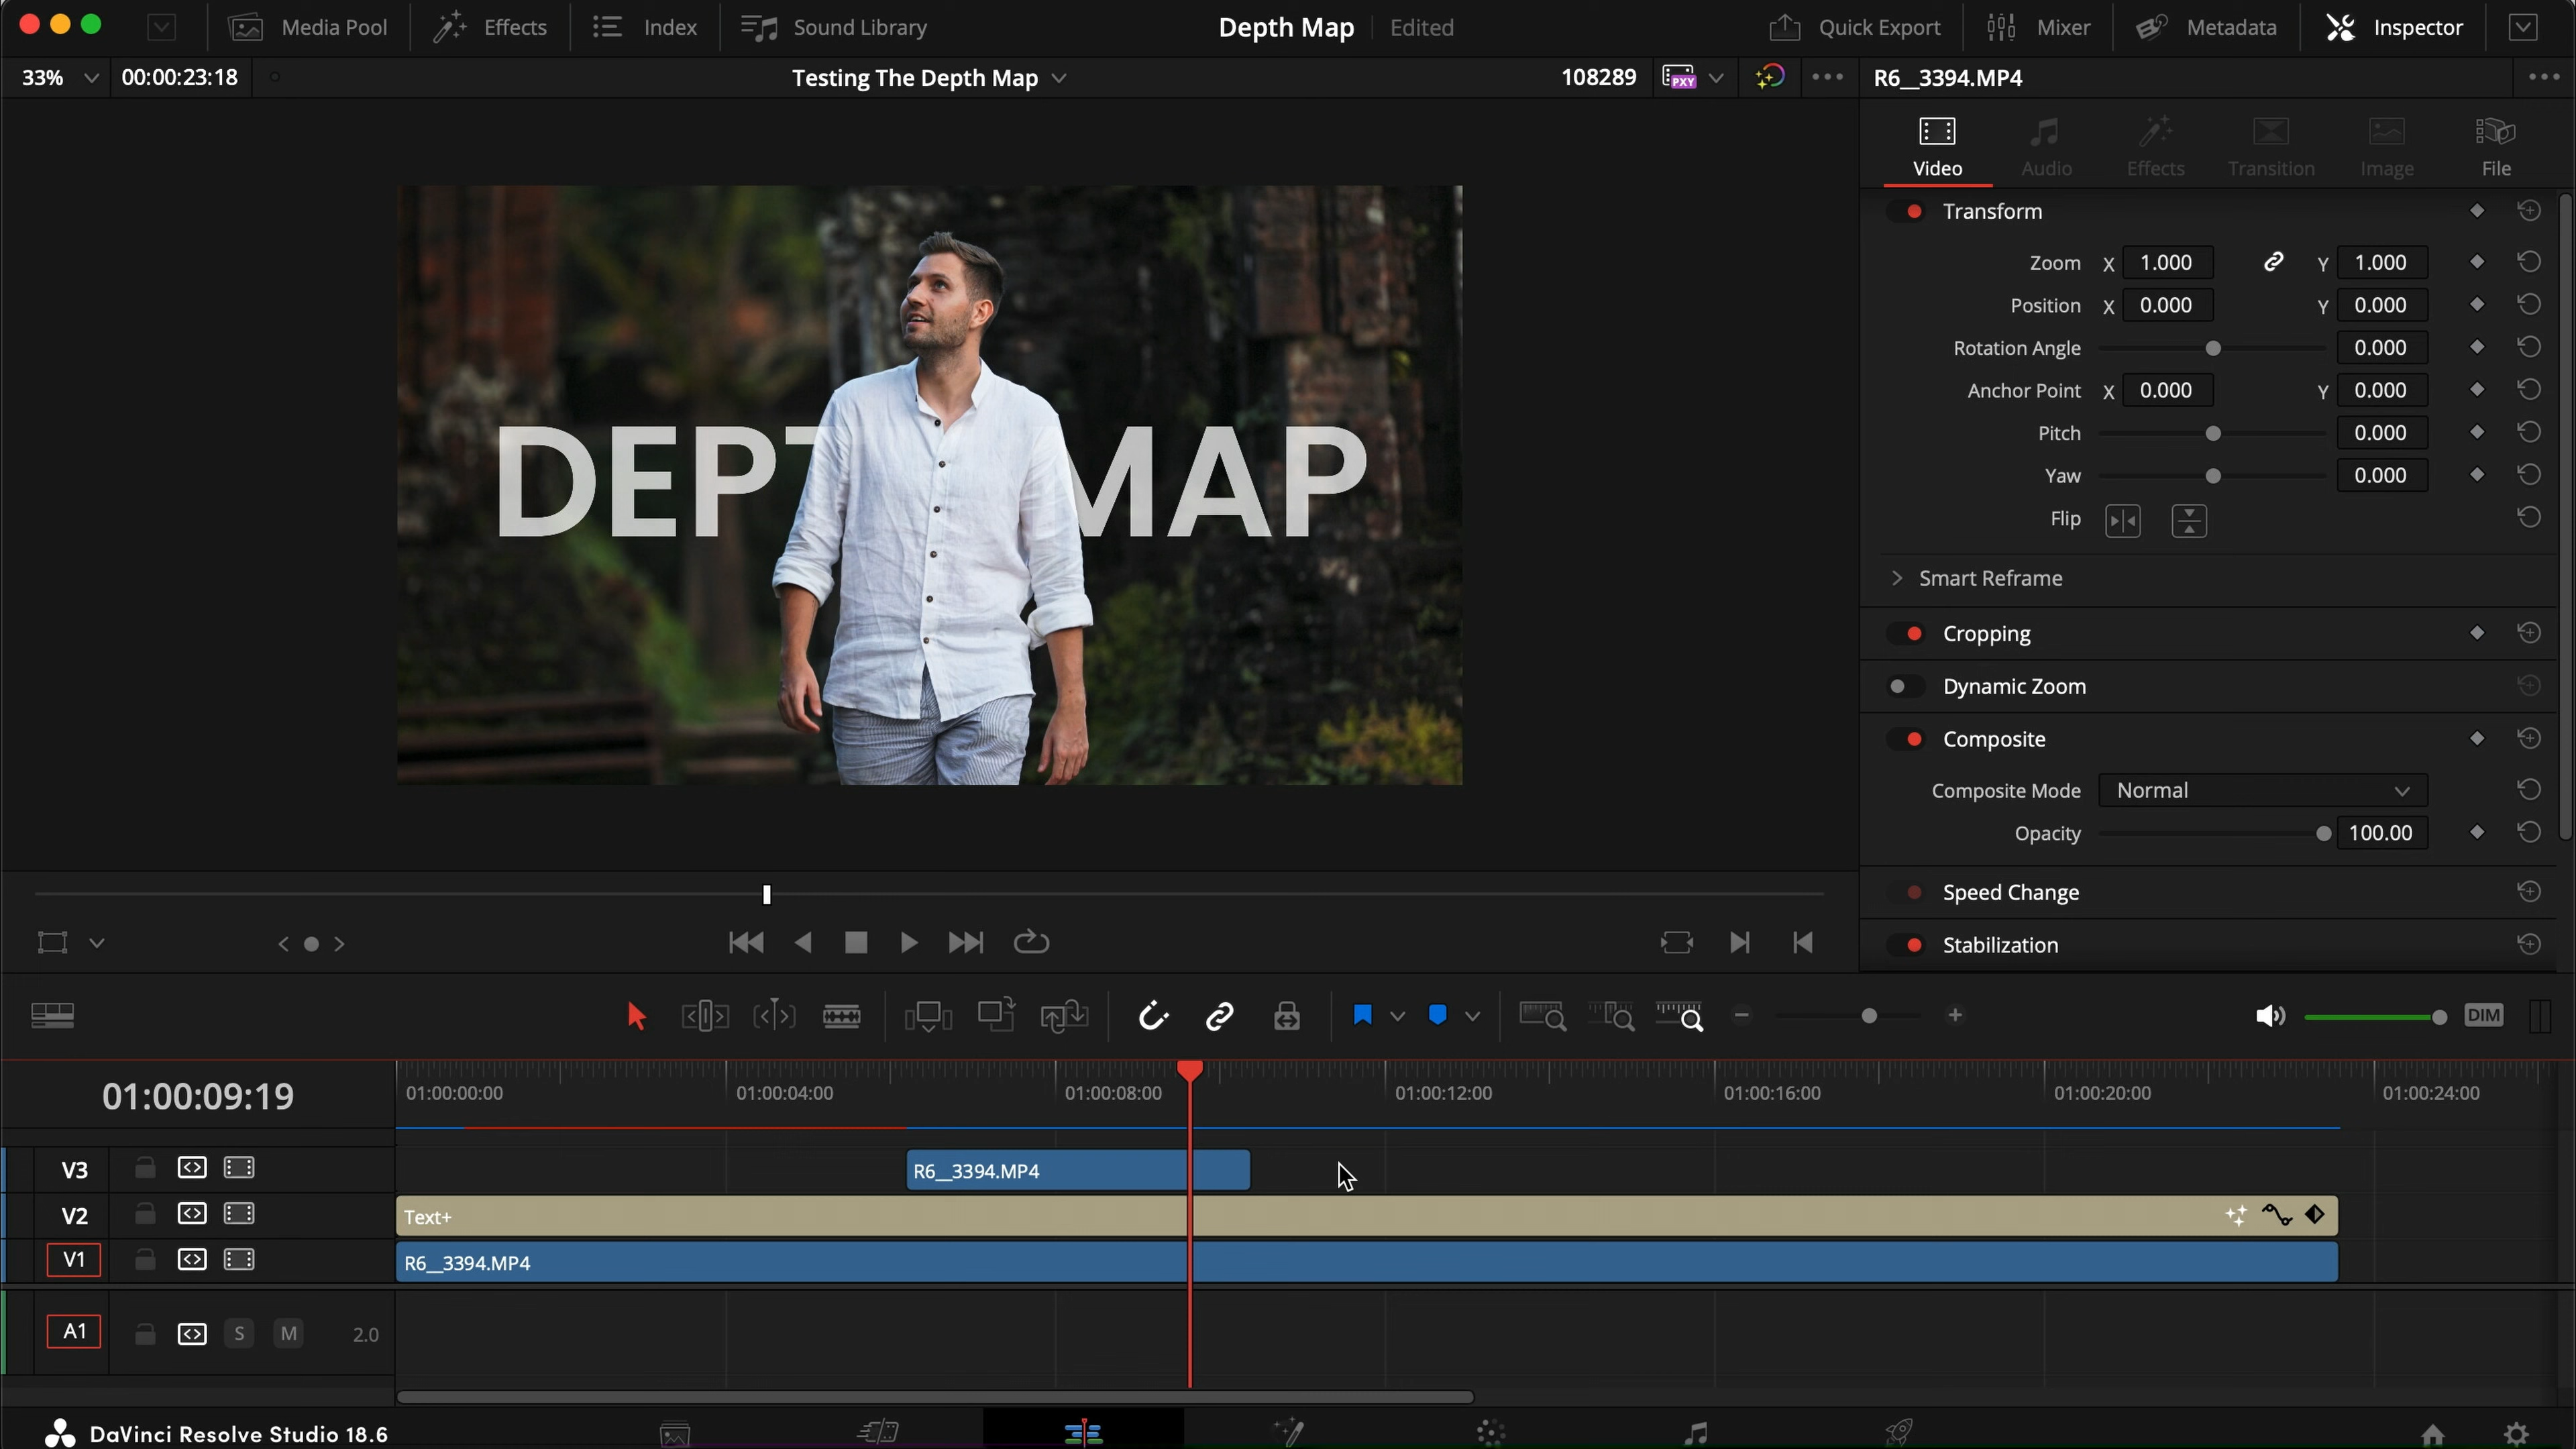 Media Pool Effects Index Sound Library Depth Map Edited Quick Export Mixer Metadata Inspector
33% 00:00:23:18 Testing The Depth Map 108289 PXY R6__3394.MP4
Video Audio Effects Transition Image File
Transform
Zoom X 1.000 Y 1.000
Position X 0.000 Y 0.000
Rotation Angle 0.000
Anchor Point X 0.000 Y 0.000
Pitch 0.000
Yaw 0.000
Flip
DEPT MAP
Smart Reframe
Cropping
Dynamic Zoom
Composite
Composite Mode Normal
Opacity 100.00
Speed Change
Stabilization
DIM
01:00:09:19 01:00:00:00 01:00:04:00 01:00:08:00 01:00:12:00 01:00:16:00 01:00:20:00 01:00:24:00
V3 R6__3394.MP4
V2 Text+
V1 R6__3394.MP4
A1 S M 2.0
DaVinci Resolve Studio 18.6